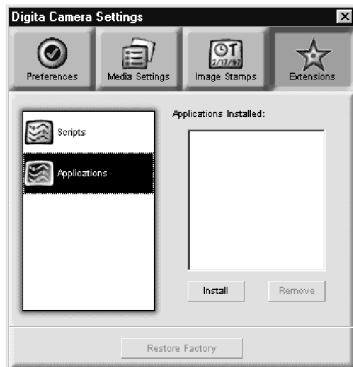 Digita Camera Settings
Preferences
Media Settings
Image Stamps
Extensions
Scripts
Applications
Applications Installed:
Install
Remove
Restore Factory